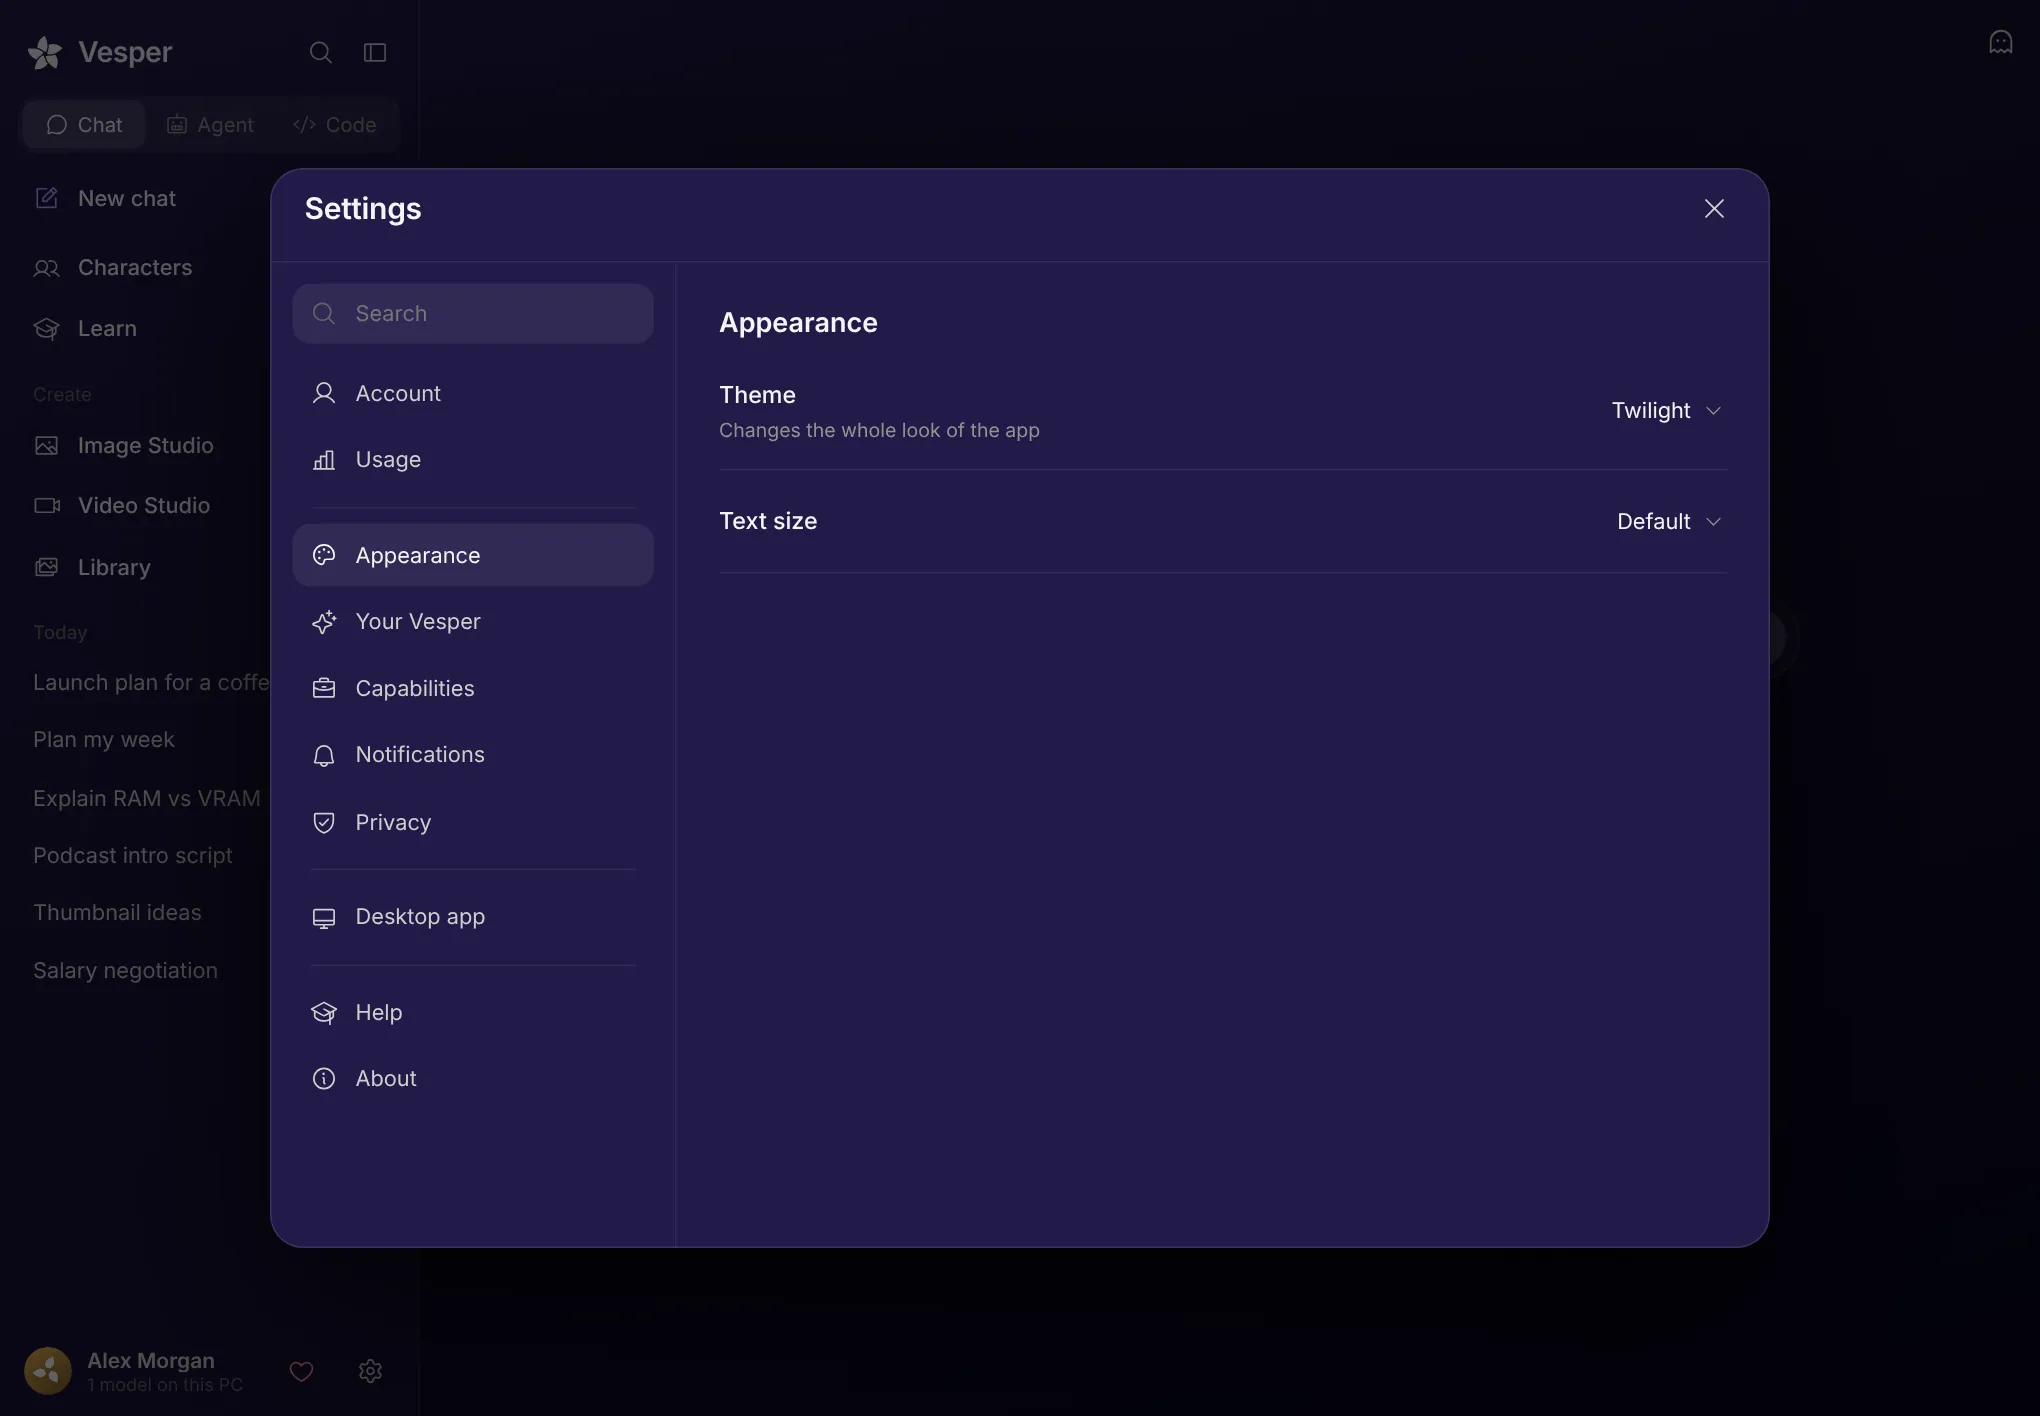 Vesper
Chat
Agent
Code
New chat
Characters
Learn
Create
Image Studio
Video Studio
Library
Today
Launch plan for a coffe
Plan my week
Explain RAM vs VRAM
Podcast intro script
Thumbnail ideas
Salary negotiation
Alex Morgan
1 model on this PC
Settings
Search
Account
Usage
Appearance
Your Vesper
Capabilities
Notifications
Privacy
Desktop app
Help
About
Appearance
Theme
Changes the whole look of the app
Twilight
Text size
Default